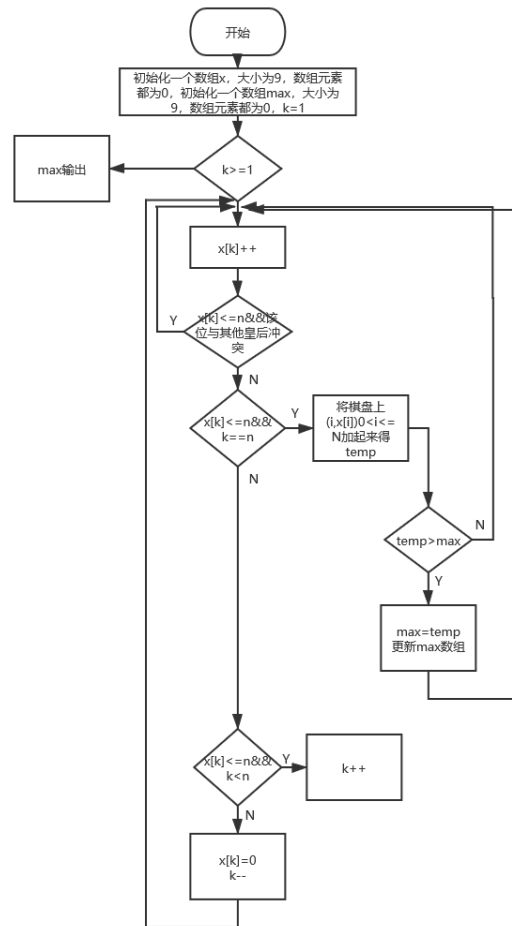 开始
初始化一个数组x，大小为9，数组元素
都为0，初始化一个数组max，大小为
9，数组元素都为0，k=1
max输出
k>=1
x[k]++
Y
x[k]<=n&&该
位与其他皇后冲
突
N
x[k]<=n&&
k==n
Y
将棋盘上
(i,x[i])0<i<=
N加起来得
temp
N
temp>max
N
Y
max=temp
更新max数组
x[k]<=n&&
k<n
Y
k++
N
x[k]=0
k--